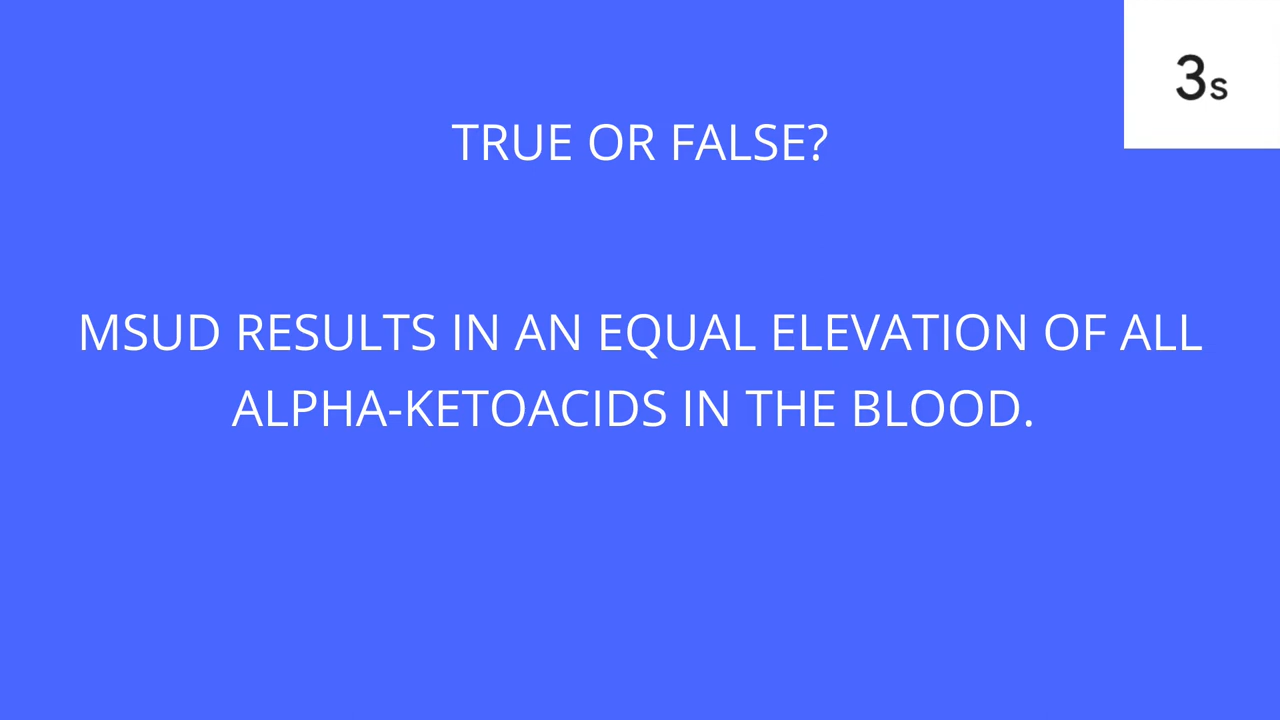 3s
TRUE OR FALSE?
MSUD RESULTS IN AN EQUAL ELEVATION OF ALL
ALPHA-KETOACIDS IN THE BLOOD.